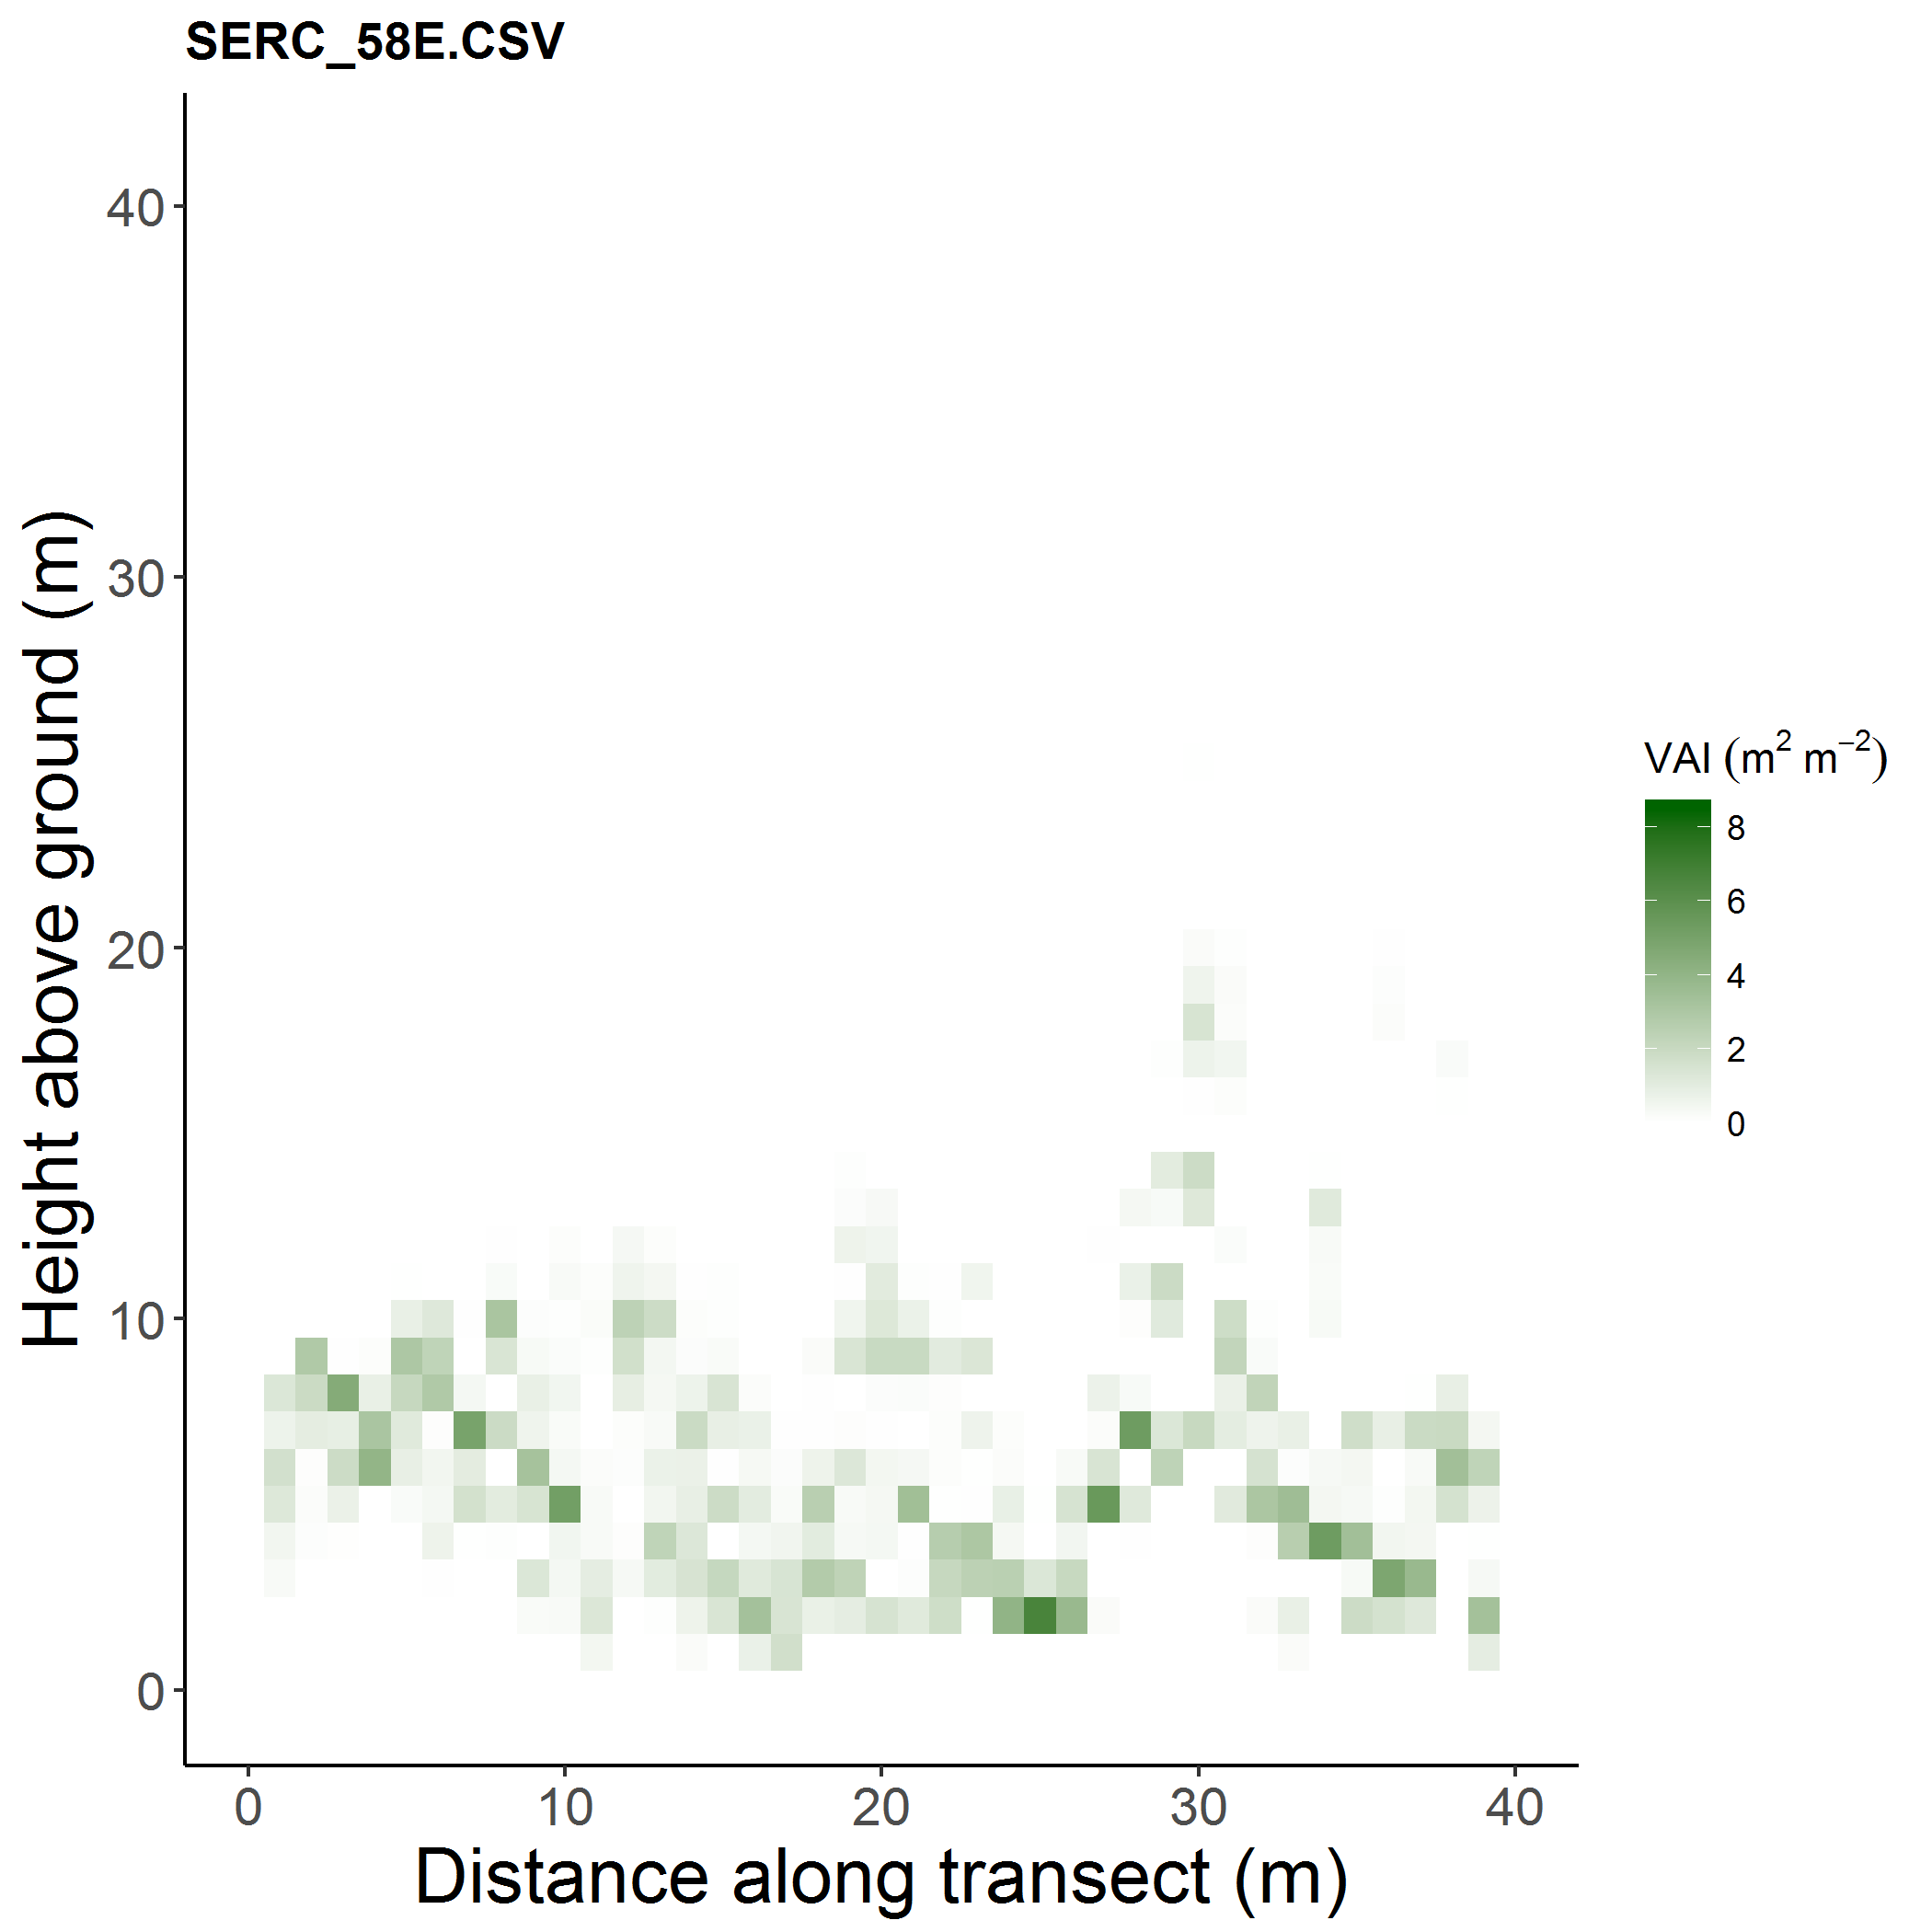 SERC_58E.CSV
40
30
20
10
0
Height above ground (m)
0 10 20 30 40
Distance along transect (m)
VAI (m² m⁻²)
8
6
4
2
0